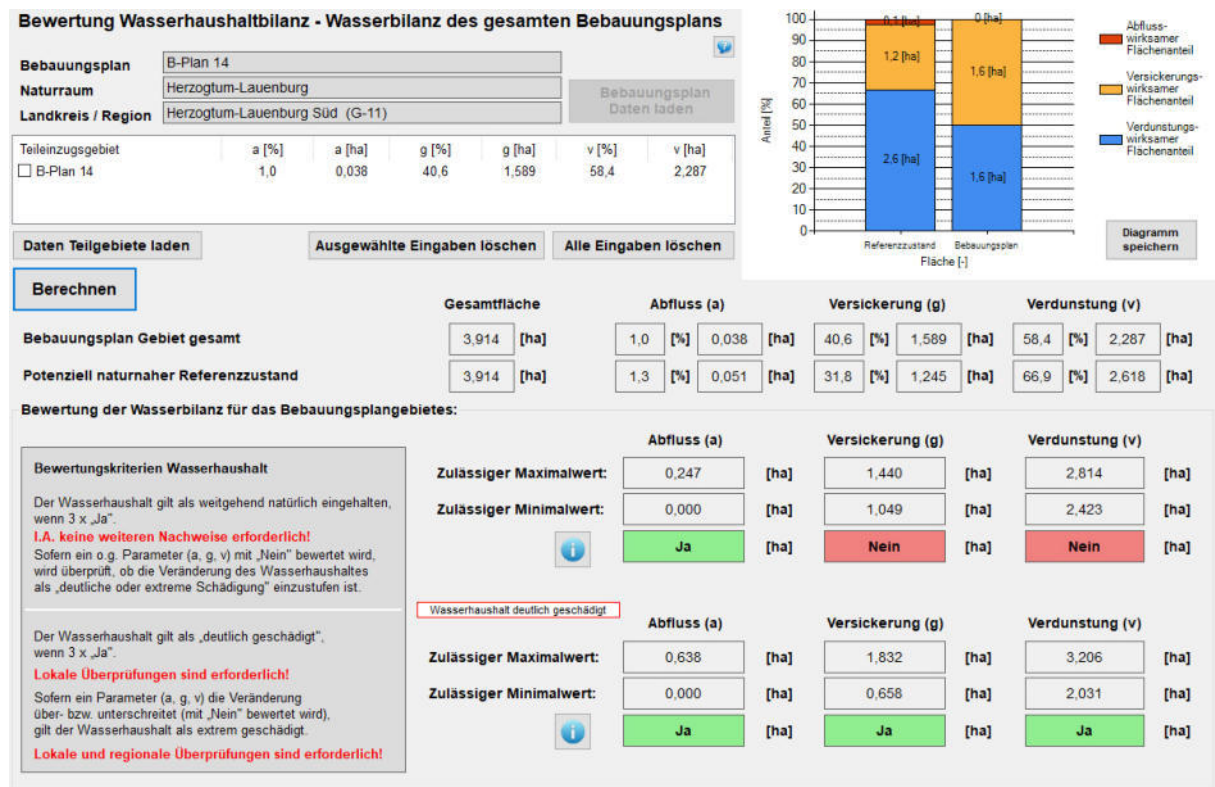 Bewertung Wasserhaushaltbilanz - Wasserbilanz des gesamten Bebauungsplans
Bebauungsplan B-Plan 14
Naturraum Herzogtum-Lauenburg
Landkreis / Region Herzogtum-Lauenburg Süd (G-11)
Bebauungsplan
Daten laden
Teileinzugsgebiet a [%] a [ha] g [%] g [ha] v [%] v [ha]
B-Plan 14 1,0 0,038 40,6 1,589 58,4 2,287
Daten Teilgebiete laden Ausgewählte Eingaben löschen Alle Eingaben löschen
Anteil [%]
100
90
80
70
60
50
40
30
20
10
0
0,1 [ha] 0 [ha]
1,2 [ha] 1,6 [ha]
2,6 [ha] 1,6 [ha]
Referenzzustand Bebauungsplan
Fläche [-]
Abfluss-
wirksamer
Flächenanteil
Versickerungs-
wirksamer
Flächenanteil
Verdunstungs-
wirksamer
Flächenanteil
Diagramm
speichern
Berechnen
Gesamtfläche Abfluss (a) Versickerung (g) Verdunstung (v)
Bebauungsplan Gebiet gesamt 3,914 [ha] 1,0 [%] 0,038 [ha] 40,6 [%] 1,589 [ha] 58,4 [%] 2,287 [ha]
Potenziell naturnaher Referenzzustand 3,914 [ha] 1,3 [%] 0,051 [ha] 31,8 [%] 1,245 [ha] 66,9 [%] 2,618 [ha]
Bewertung der Wasserbilanz für das Bebauungsplangebietes:
Bewertungskriterien Wasserhaushalt
Der Wasserhaushalt gilt als weitgehend natürlich eingehalten,
wenn 3 x „Ja".
I.A. keine weiteren Nachweise erforderlich!
Sofern ein o.g. Parameter (a, g, v) mit „Nein" bewertet wird,
wird überprüft, ob die Veränderung des Wasserhaushaltes
als „deutliche oder extreme Schädigung" einzustufen ist.
Der Wasserhaushalt gilt als „deutlich geschädigt",
wenn 3 x „Ja".
Lokale Überprüfungen sind erforderlich!
Sofern ein Parameter (a, g, v) die Veränderung
über- bzw. unterschreitet (mit „Nein" bewertet wird),
gilt der Wasserhaushalt als extrem geschädigt.
Lokale und regionale Überprüfungen sind erforderlich!
Abfluss (a) Versickerung (g) Verdunstung (v)
Zulässiger Maximalwert: 0,247 [ha] 1,440 [ha] 2,814 [ha]
Zulässiger Minimalwert: 0,000 [ha] 1,049 [ha] 2,423 [ha]
Ja [ha] Nein [ha] Nein [ha]
Wasserhaushalt deutlich geschädigt
Abfluss (a) Versickerung (g) Verdunstung (v)
Zulässiger Maximalwert: 0,638 [ha] 1,832 [ha] 3,206 [ha]
Zulässiger Minimalwert: 0,000 [ha] 0,658 [ha] 2,031 [ha]
Ja [ha] Ja [ha] Ja [ha]